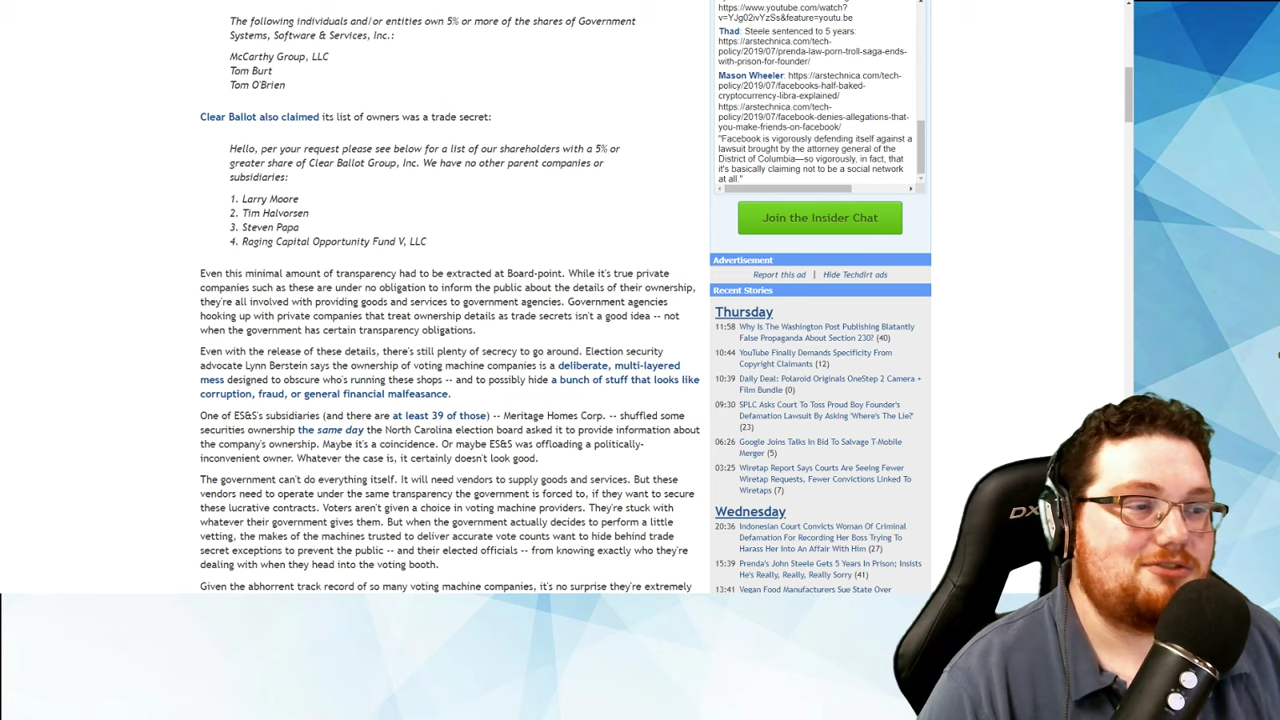 The following individuals and/or entities own 5% or more of the shares of Government
Systems, Software & Services, Inc.:
McCarthy Group, LLC
Tom Burt
Tom O'Brien
Clear Ballot also claimed its list of owners was a trade secret:
Hello, per your request please see below for a list of our shareholders with a 5% or
greater share of Clear Ballot Group, Inc. We have no other parent companies or
subsidiaries:
1. Larry Moore
2. Tim Halvorsen
3. Steven Papa
4. Raging Capital Opportunity Fund V, LLC
Even this minimal amount of transparency had to be extracted at Board-point. While it's true private
companies such as these are under no obligation to inform the public about the details of their ownership,
they're all involved with providing goods and services to government agencies. Government agencies
hooking up with private companies that treat ownership details as trade secrets isn't a good idea -- not
when the government has certain transparency obligations.
Even with the release of these details, there's still plenty of secrecy to go around. Election security
advocate Lynn Berstein says the ownership of voting machine companies is a deliberate, multi-layered
mess designed to obscure who's running these shops -- and to possibly hide a bunch of stuff that looks like
corruption, fraud, or general financial malfeasance.
One of ES&S's subsidiaries (and there are at least 39 of those) -- Meritage Homes Corp. -- shuffled some
securities ownership the same day the North Carolina election board asked it to provide information about
the company's ownership. Maybe it's a coincidence. Or maybe ES&S was offloading a politically-
inconvenient owner. Whatever the case is, it certainly doesn't look good.
The government can't do everything itself. It will need vendors to supply goods and services. But these
vendors need to operate under the same transparency the government is forced to, if they want to secure
these lucrative contracts. Voters aren't given a choice in voting machine providers. They're stuck with
whatever their government gives them. But when the government actually decides to perform a little
vetting, the makes of the machines trusted to deliver accurate vote counts want to hide behind trade
secret exceptions to prevent the public -- and their elected officials -- from knowing exactly who they're
dealing with when they head into the voting booth.
Given the abhorrent track record of so many voting machine companies, it's no surprise they're extremely
https://www.youtube.com/watch?
v=YJg02ivYzSs&feature=youtu.be
Thad: Steele sentenced to 5 years:
https://arstechnica.com/tech-
policy/2019/07/prenda-law-porn-troll-saga-ends-
with-prison-for-founder/
Mason Wheeler: https://arstechnica.com/tech-
policy/2019/07/facebooks-half-baked-
cryptocurrency-libra-explained/
https://arstechnica.com/tech-
policy/2019/07/facebook-denies-allegations-that-
you-make-friends-on-facebook/
"Facebook is vigorously defending itself against a
lawsuit brought by the attorney general of the
District of Columbia—so vigorously, in fact, that
it's basically claiming not to be a social network
at all."
Join the Insider Chat
Advertisement
Report this ad | Hide Techdirt ads
Recent Stories
Thursday
11:58 Why Is The Washington Post Publishing Blatantly
False Propaganda About Section 230? (40)
10:44 YouTube Finally Demands Specificity From
Copyright Claimants (12)
10:39 Daily Deal: Polaroid Originals OneStep 2 Camera +
Film Bundle (0)
09:30 SPLC Asks Court To Toss Proud Boy Founder's
Defamation Lawsuit By Asking 'Where's The Lie?'
(23)
06:26 Google Joins Talks In Bid To Salvage T-Mobile
Merger (5)
03:25 Wiretap Report Says Courts Are Seeing Fewer
Wiretap Requests, Fewer Convictions Linked To
Wiretaps (7)
Wednesday
20:36 Indonesian Court Convicts Woman Of Criminal
Defamation For Recording Her Boss Trying To
Harass Her Into An Affair With Him (27)
15:39 Prenda's John Steele Gets 5 Years In Prison; Insists
He's Really, Really, Really Sorry (41)
13:41 Vegan Food Manufacturers Sue State Over
DX